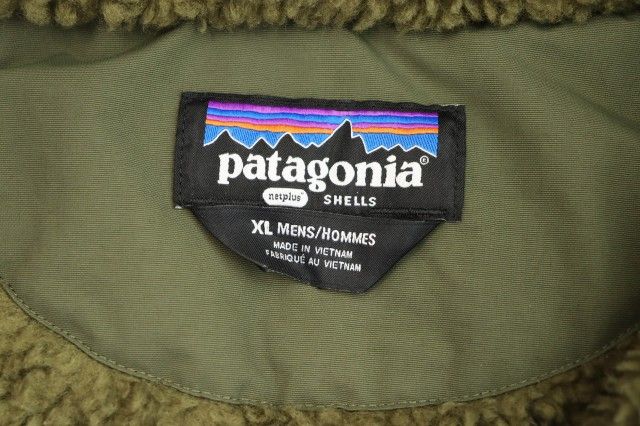 patagonia®
netplus® SHELLS
XL MENS/HOMMES
MADE IN VIETNAM
FABRIQUÉ AU VIETNAM